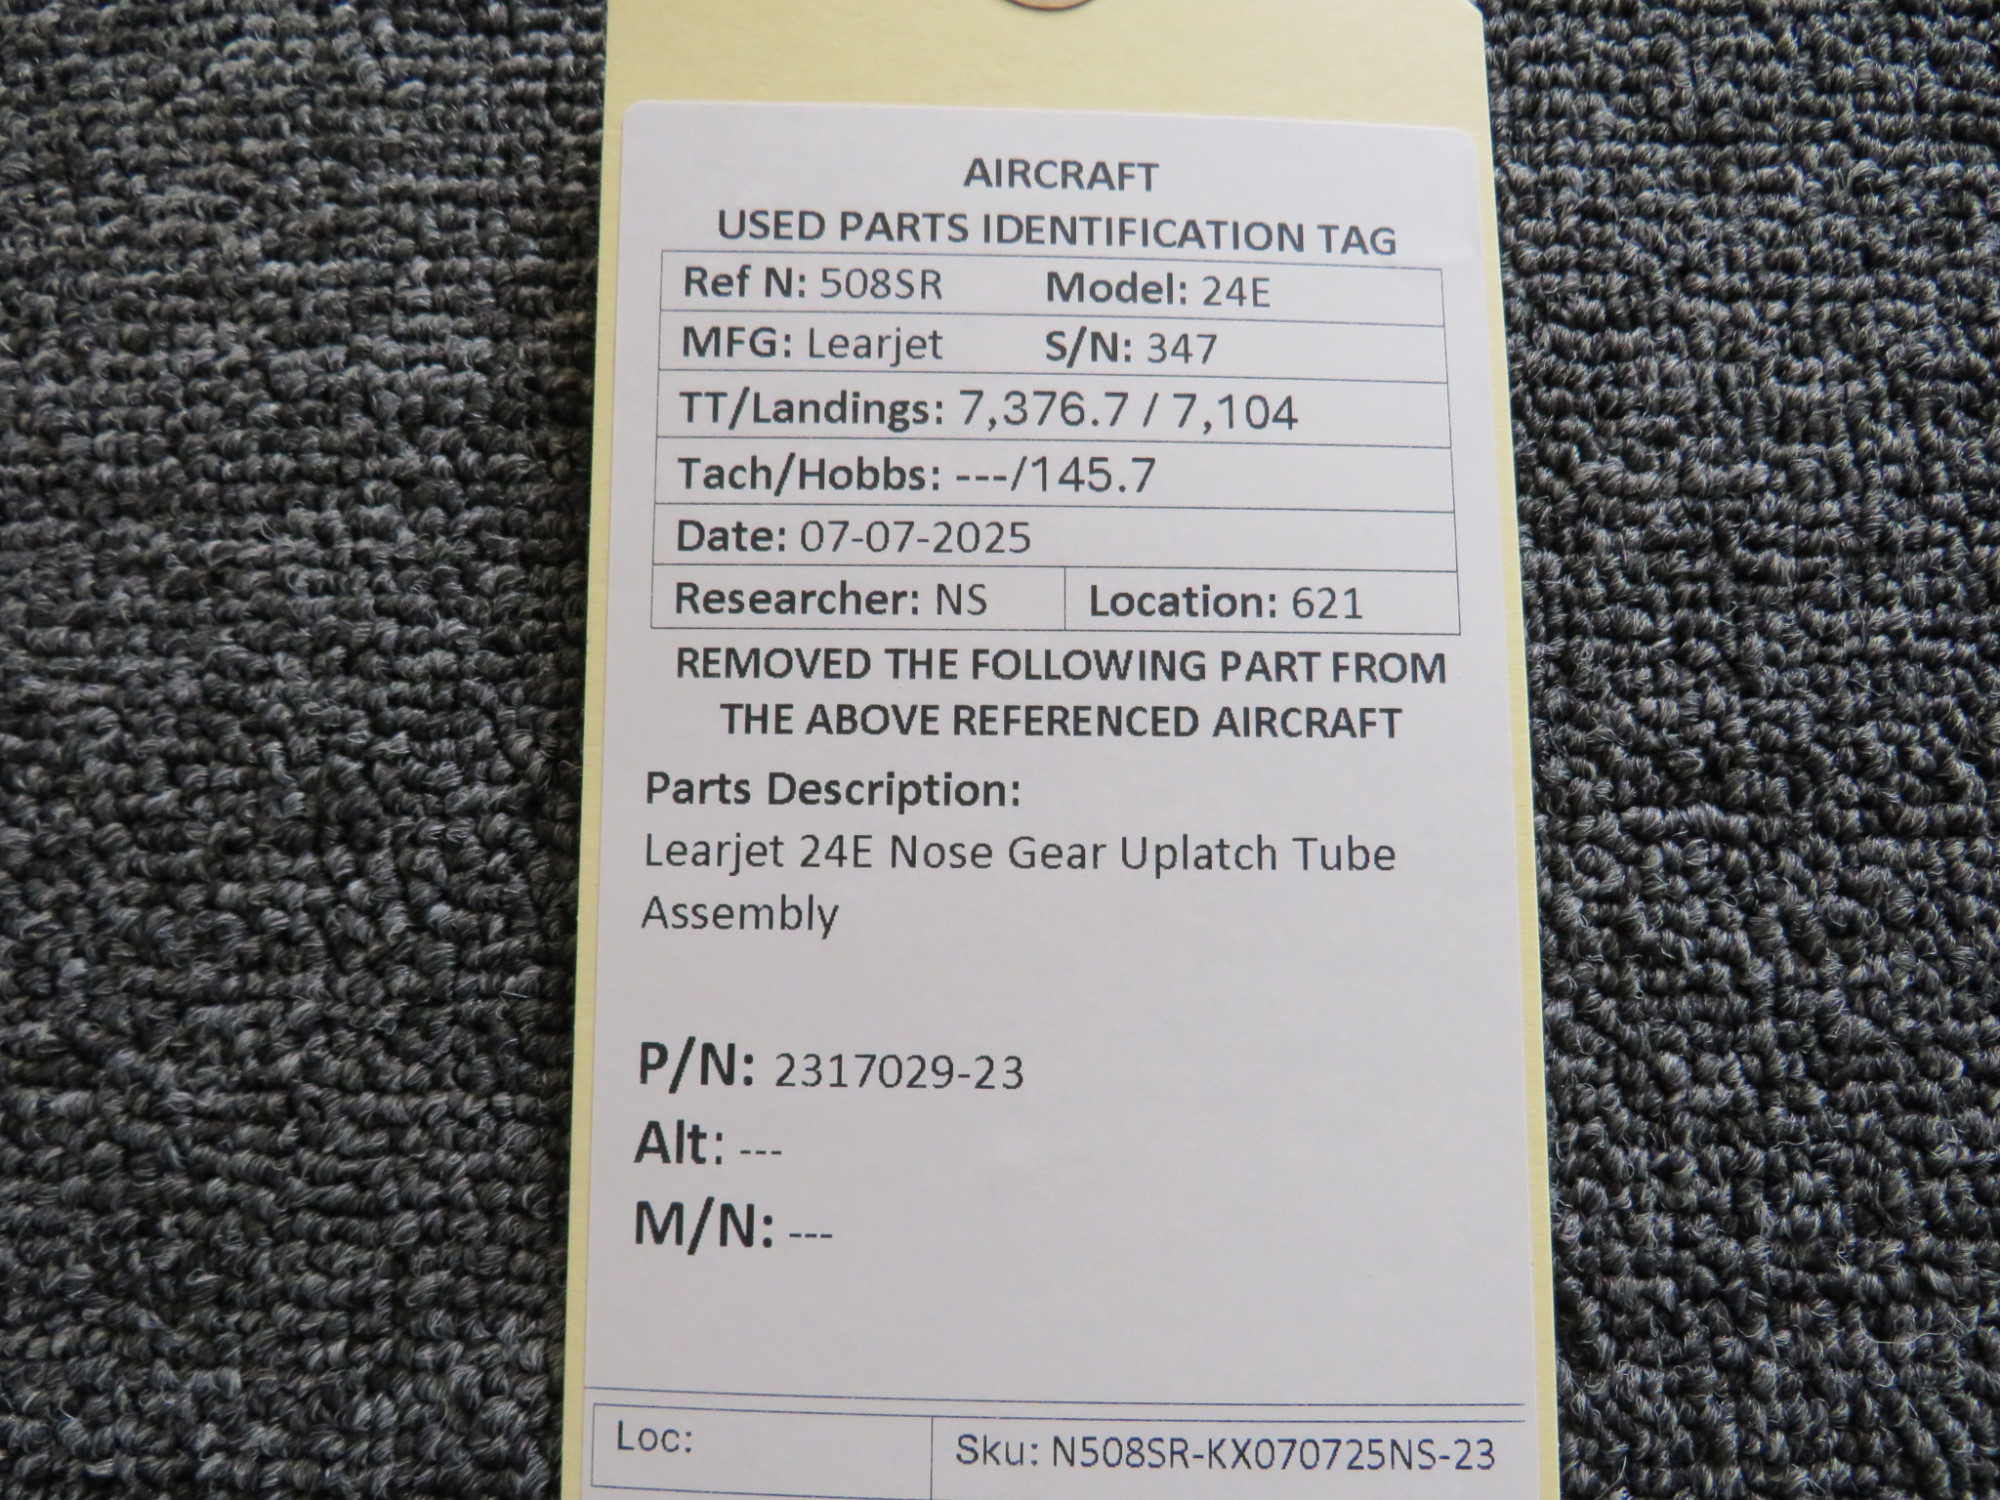 AIRCRAFT
USED PARTS IDENTIFICATION TAG
Ref N: 508SR Model: 24E
MFG: Learjet S/N: 347
TT/Landings: 7,376.7 / 7,104
Tach/Hobbs: ---/145.7
Date: 07-07-2025
Researcher: NS Location: 621
REMOVED THE FOLLOWING PART FROM
THE ABOVE REFERENCED AIRCRAFT
Parts Description:
Learjet 24E Nose Gear Uplatch Tube
Assembly
P/N: 2317029-23
Alt: ---
M/N: ---
Loc: Sku: N508SR-KX070725NS-23